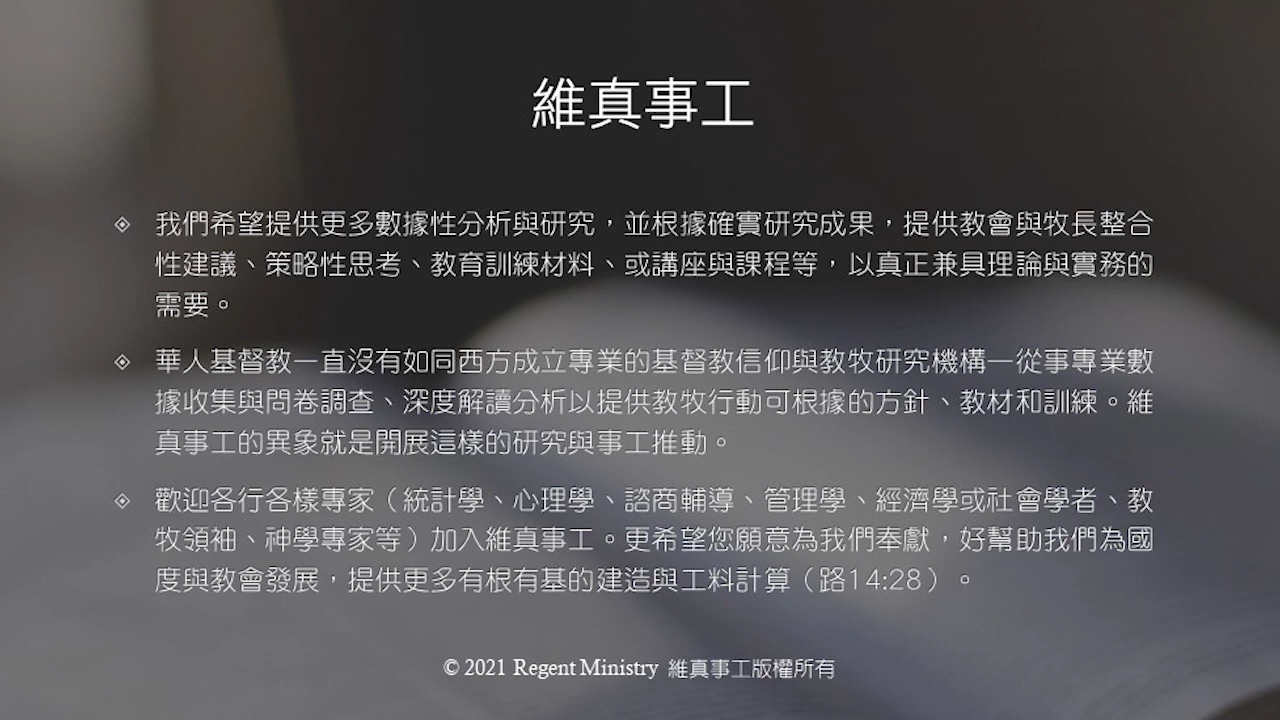 維真事工
我們希望提供更多數據性分析與研究，並根據確實研究成果，提供教會與牧長整合
性建議、策略性思考、教育訓練材料、或講座與課程等，以真正兼具理論與實務的
需要。
華人基督教一直沒有如同西方成立專業的基督教信仰與教牧研究機構—從事專業數
據收集與問卷調查、深度解讀分析以提供教牧行動可根據的方針、教材和訓練。維
真事工的異象就是開展這樣的研究與事工推動。
歡迎各行各樣專家（統計學、心理學、諮商輔導、管理學、經濟學或社會學者、教
牧領袖、神學專家等）加入維真事工。更希望您願意為我們奉獻，好幫助我們為國
度與教會發展，提供更多有根有基的建造與工料計算（路14:28）。
© 2021 Regent Ministry 維真事工版權所有